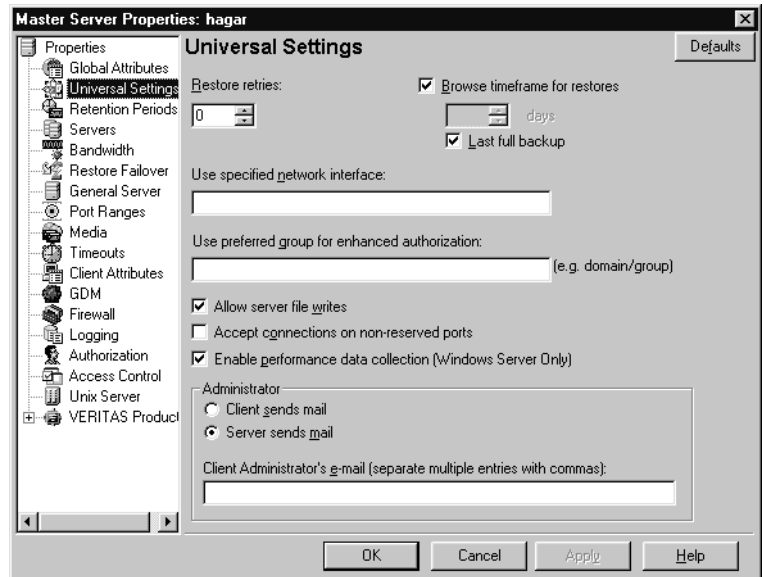 Master Server Properties: hagar
Properties
Global Attributes
Universal Settings
Retention Periods
Servers
Bandwidth
Restore Failover
General Server
Port Ranges
Media
Timeouts
Client Attributes
GDM
Firewall
Logging
Authorization
Access Control
Unix Server
VERITAS Product
Universal Settings
Defaults
Restore retries:
0
Browse timeframe for restores
days
Last full backup
Use specified network interface:
Use preferred group for enhanced authorization:
(e.g. domain/group)
Allow server file writes
Accept connections on non-reserved ports
Enable performance data collection (Windows Server Only)
Administrator
Client sends mail
Server sends mail
Client Administrator's e-mail (separate multiple entries with commas):
OK Cancel Apply Help